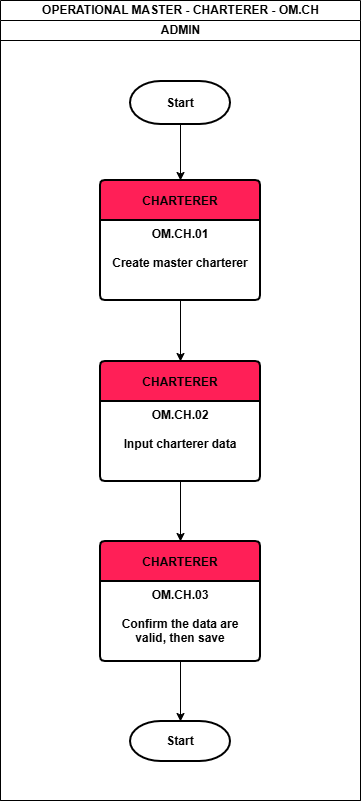 OPERATIONAL MASTER - CHARTERER - OM.CH
ADMIN
Start
CHARTERER
OM.CH.01
Create master charterer
CHARTERER
OM.CH.02
Input charterer data
CHARTERER
OM.CH.03
Confirm the data are
valid, then save
Start